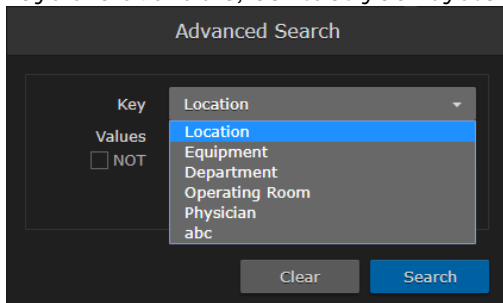 Advanced Search
Key Location
Values Location
NOT Equipment
Department
Operating Room
Physician
abc
Clear Search